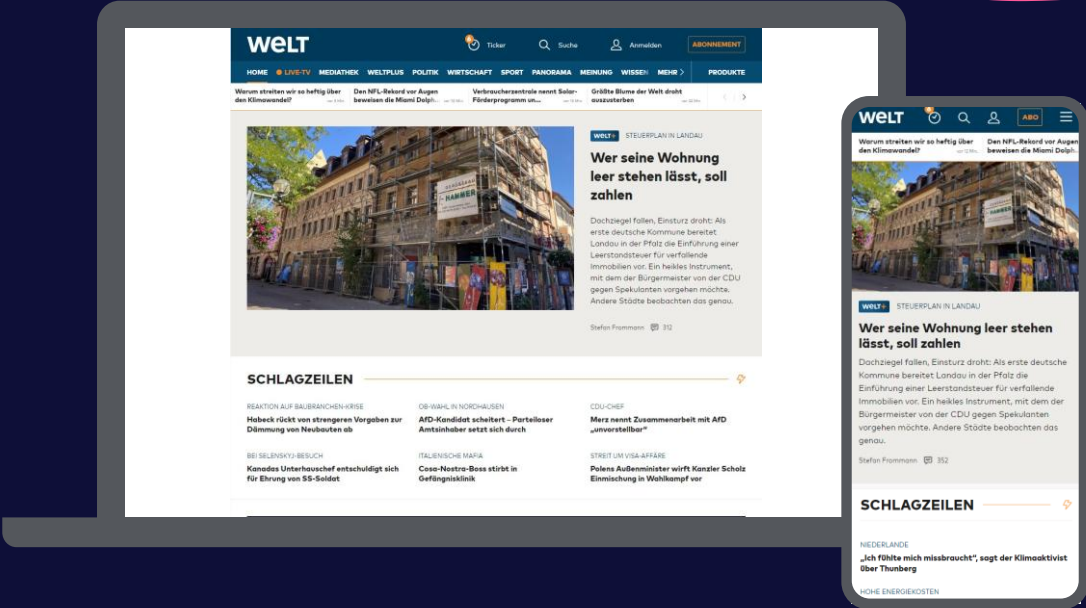 WELT
6
Ticker
Suche
Anmelden
ABONNEMENT
HOME LIVE-TV MEDIATHEK WELTPLUS POLITIK WIRTSCHAFT SPORT PANORAMA MEINUNG WISSEN MEHR PRODUKTE
Warum streiten wir so heftig über
den Klimawandel?
Den NFL-Rekord vor Augen
beweisen die Miami Dolph...
Verbraucherzentrale nennt Solar-
Förderprogramm un...
Größte Blume der Welt droht
auszusterben
HAMMER
WELT+ STEUERPLAN IN LANDAU
Wer seine Wohnung
leer stehen lässt, soll
zahlen
Dachziegel fallen, Einsturz droht: Als
erste deutsche Kommune bereitet
Landau in der Pfalz die Einführung einer
Leerstandsteuer für verfallende
Immobilien vor. Ein heikles Instrument,
mit dem der Bürgermeister von der CDU
gegen Spekulanten vorgehen möchte.
Andere Städte beobachten das genau.
Stefan Frommann 312
SCHLAGZEILEN
REAKTION AUF BAUBRANCHEN-KRISE
Habeck rückt von strengeren Vorgaben zur
Dämmung von Neubauten ab
OB-WAHL IN NORDHAUSEN
AfD-Kandidat scheitert – Parteiloser
Amtsinhaber setzt sich durch
CDU-CHEF
Merz nennt Zusammenarbeit mit AfD
„unvorstellbar“
BEI SELENSKYJ-BESUCH
Kanadas Unterhauschef entschuldigt sich
für Ehrung von SS-Soldat
ITALIENISCHE MAFIA
Cosa-Nostra-Boss stirbt in
Gefängnisklinik
STREIT UM VISA-AFFÄRE
Polens Außenminister wirft Kanzler Scholz
Einmischung in Wahlkampf vor
WELT
ABO
Warum streiten wir so heftig über
den Klimawandel?
Den NFL-Rekord vor Augen
beweisen die Miami Dolph.
WELT+ STEUERPLAN IN LANDAU
Wer seine Wohnung leer stehen
lässt, soll zahlen
Dachziegel fallen, Einsturz droht: Als erste deutsche
Kommune bereitet Landau in der Pfalz die
Einführung einer Leerstandsteuer für verfallende
Immobilien vor. Ein heikles Instrument, mit dem der
Bürgermeister von der CDU gegen Spekulanten
vorgehen möchte. Andere Städte beobachten das
genau.
Stefan Frommann 352
SCHLAGZEILEN
NIEDERLANDE
„Ich fühlte mich missbraucht“, sagt der Klimaaktivist
über Thunberg
HOHE ENERGIEKOSTEN